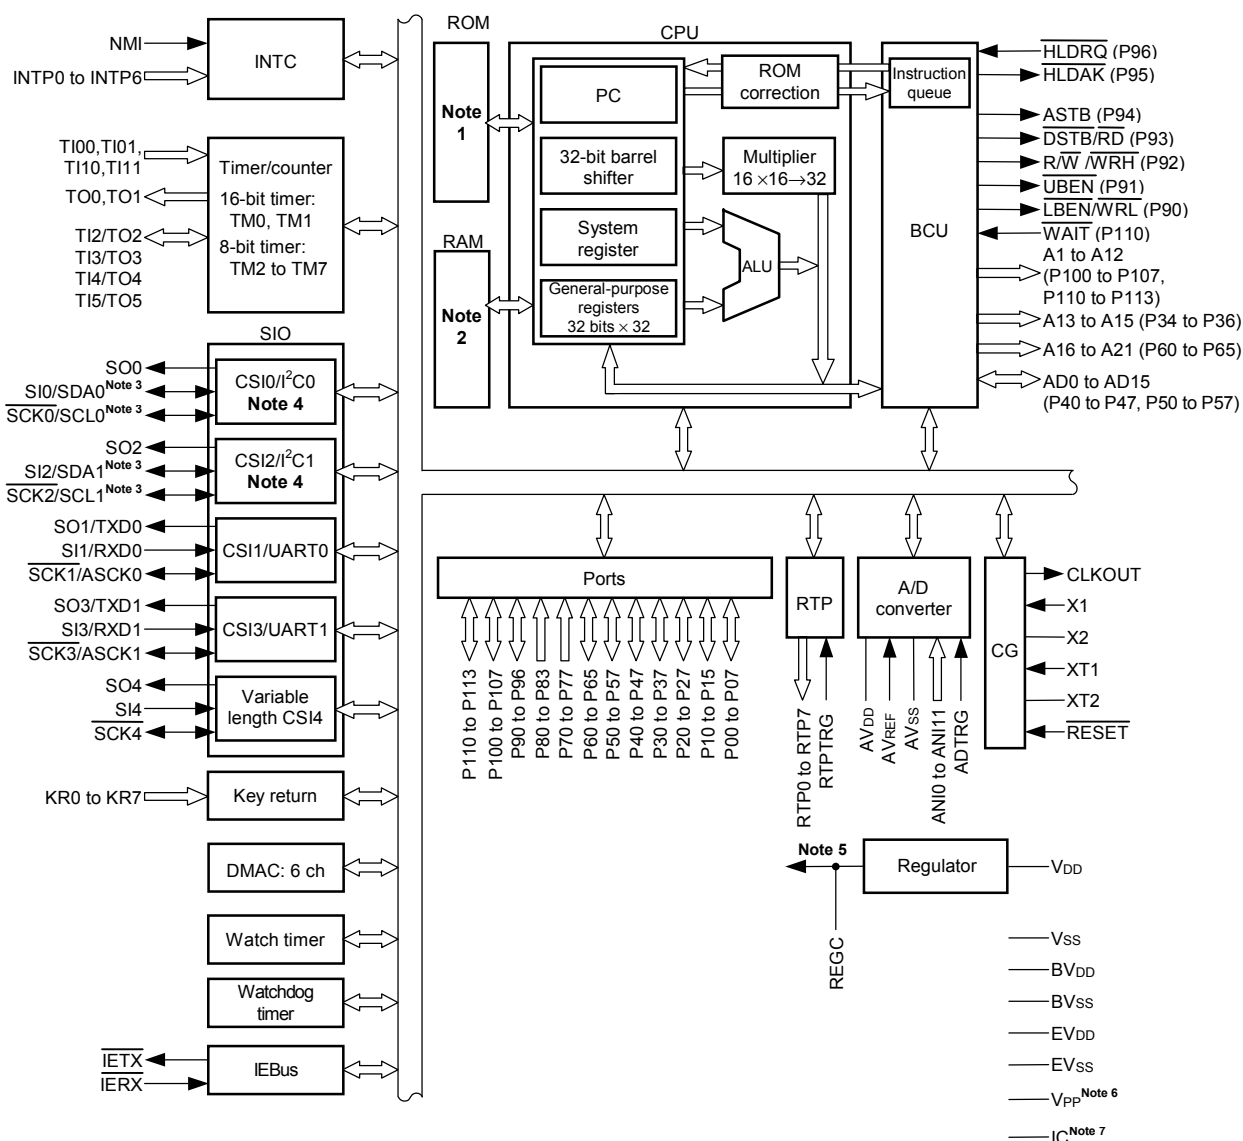 NMI
INTP0 to INTP6
INTC
TI00,TI01,
TI10,TI11
TO0,TO1
TI2/TO2
TI3/TO3
TI4/TO4
TI5/TO5
Timer/counter
16-bit timer:
TM0, TM1
8-bit timer:
TM2 to TM7
SIO
SO0
SI0/SDA0 Note 3
SCK0/SCL0 Note 3
CSI0/I²C0
Note 4
SO2
SI2/SDA1 Note 3
SCK2/SCL1 Note 3
CSI2/I²C1
Note 4
SO1/TXD0
SI1/RXD0
SCK1/ASCK0
CSI1/UART0
SO3/TXD1
SI3/RXD1
SCK3/ASCK1
CSI3/UART1
SO4
SI4
SCK4
Variable
length CSI4
KR0 to KR7
Key return
DMAC: 6 ch
Watch timer
Watchdog
timer
IETX
IERX
IEBus
ROM
Note
1
RAM
Note
2
CPU
PC
32-bit barrel
shifter
System
register
General-purpose
registers
32 bits × 32
ROM
correction
Multiplier
16 ×16→32
ALU
Instruction
queue
BCU
HLDRQ (P96)
HLDAK (P95)
ASTB (P94)
DSTB/RD (P93)
R/W /WRH (P92)
UBEN (P91)
LBEN/WRL (P90)
WAIT (P110)
A1 to A12
(P100 to P107,
P110 to P113)
A13 to A15 (P34 to P36)
A16 to A21 (P60 to P65)
AD0 to AD15
(P40 to P47, P50 to P57)
Ports
P110 to P113
P100 to P107
P90 to P96
P80 to P83
P70 to P77
P60 to P65
P50 to P57
P40 to P47
P30 to P37
P20 to P27
P10 to P15
P00 to P07
RTP
RTP0 to RTP7
RTPTRG
A/D
converter
AVDD
AVREF
AVSS
ANI0 to ANI11
ADTRG
CG
CLKOUT
X1
X2
XT1
XT2
RESET
Note 5
Regulator
VDD
REGC
VSS
BVDD
BVSS
EVDD
EVSS
VPP Note 6
IC Note 7